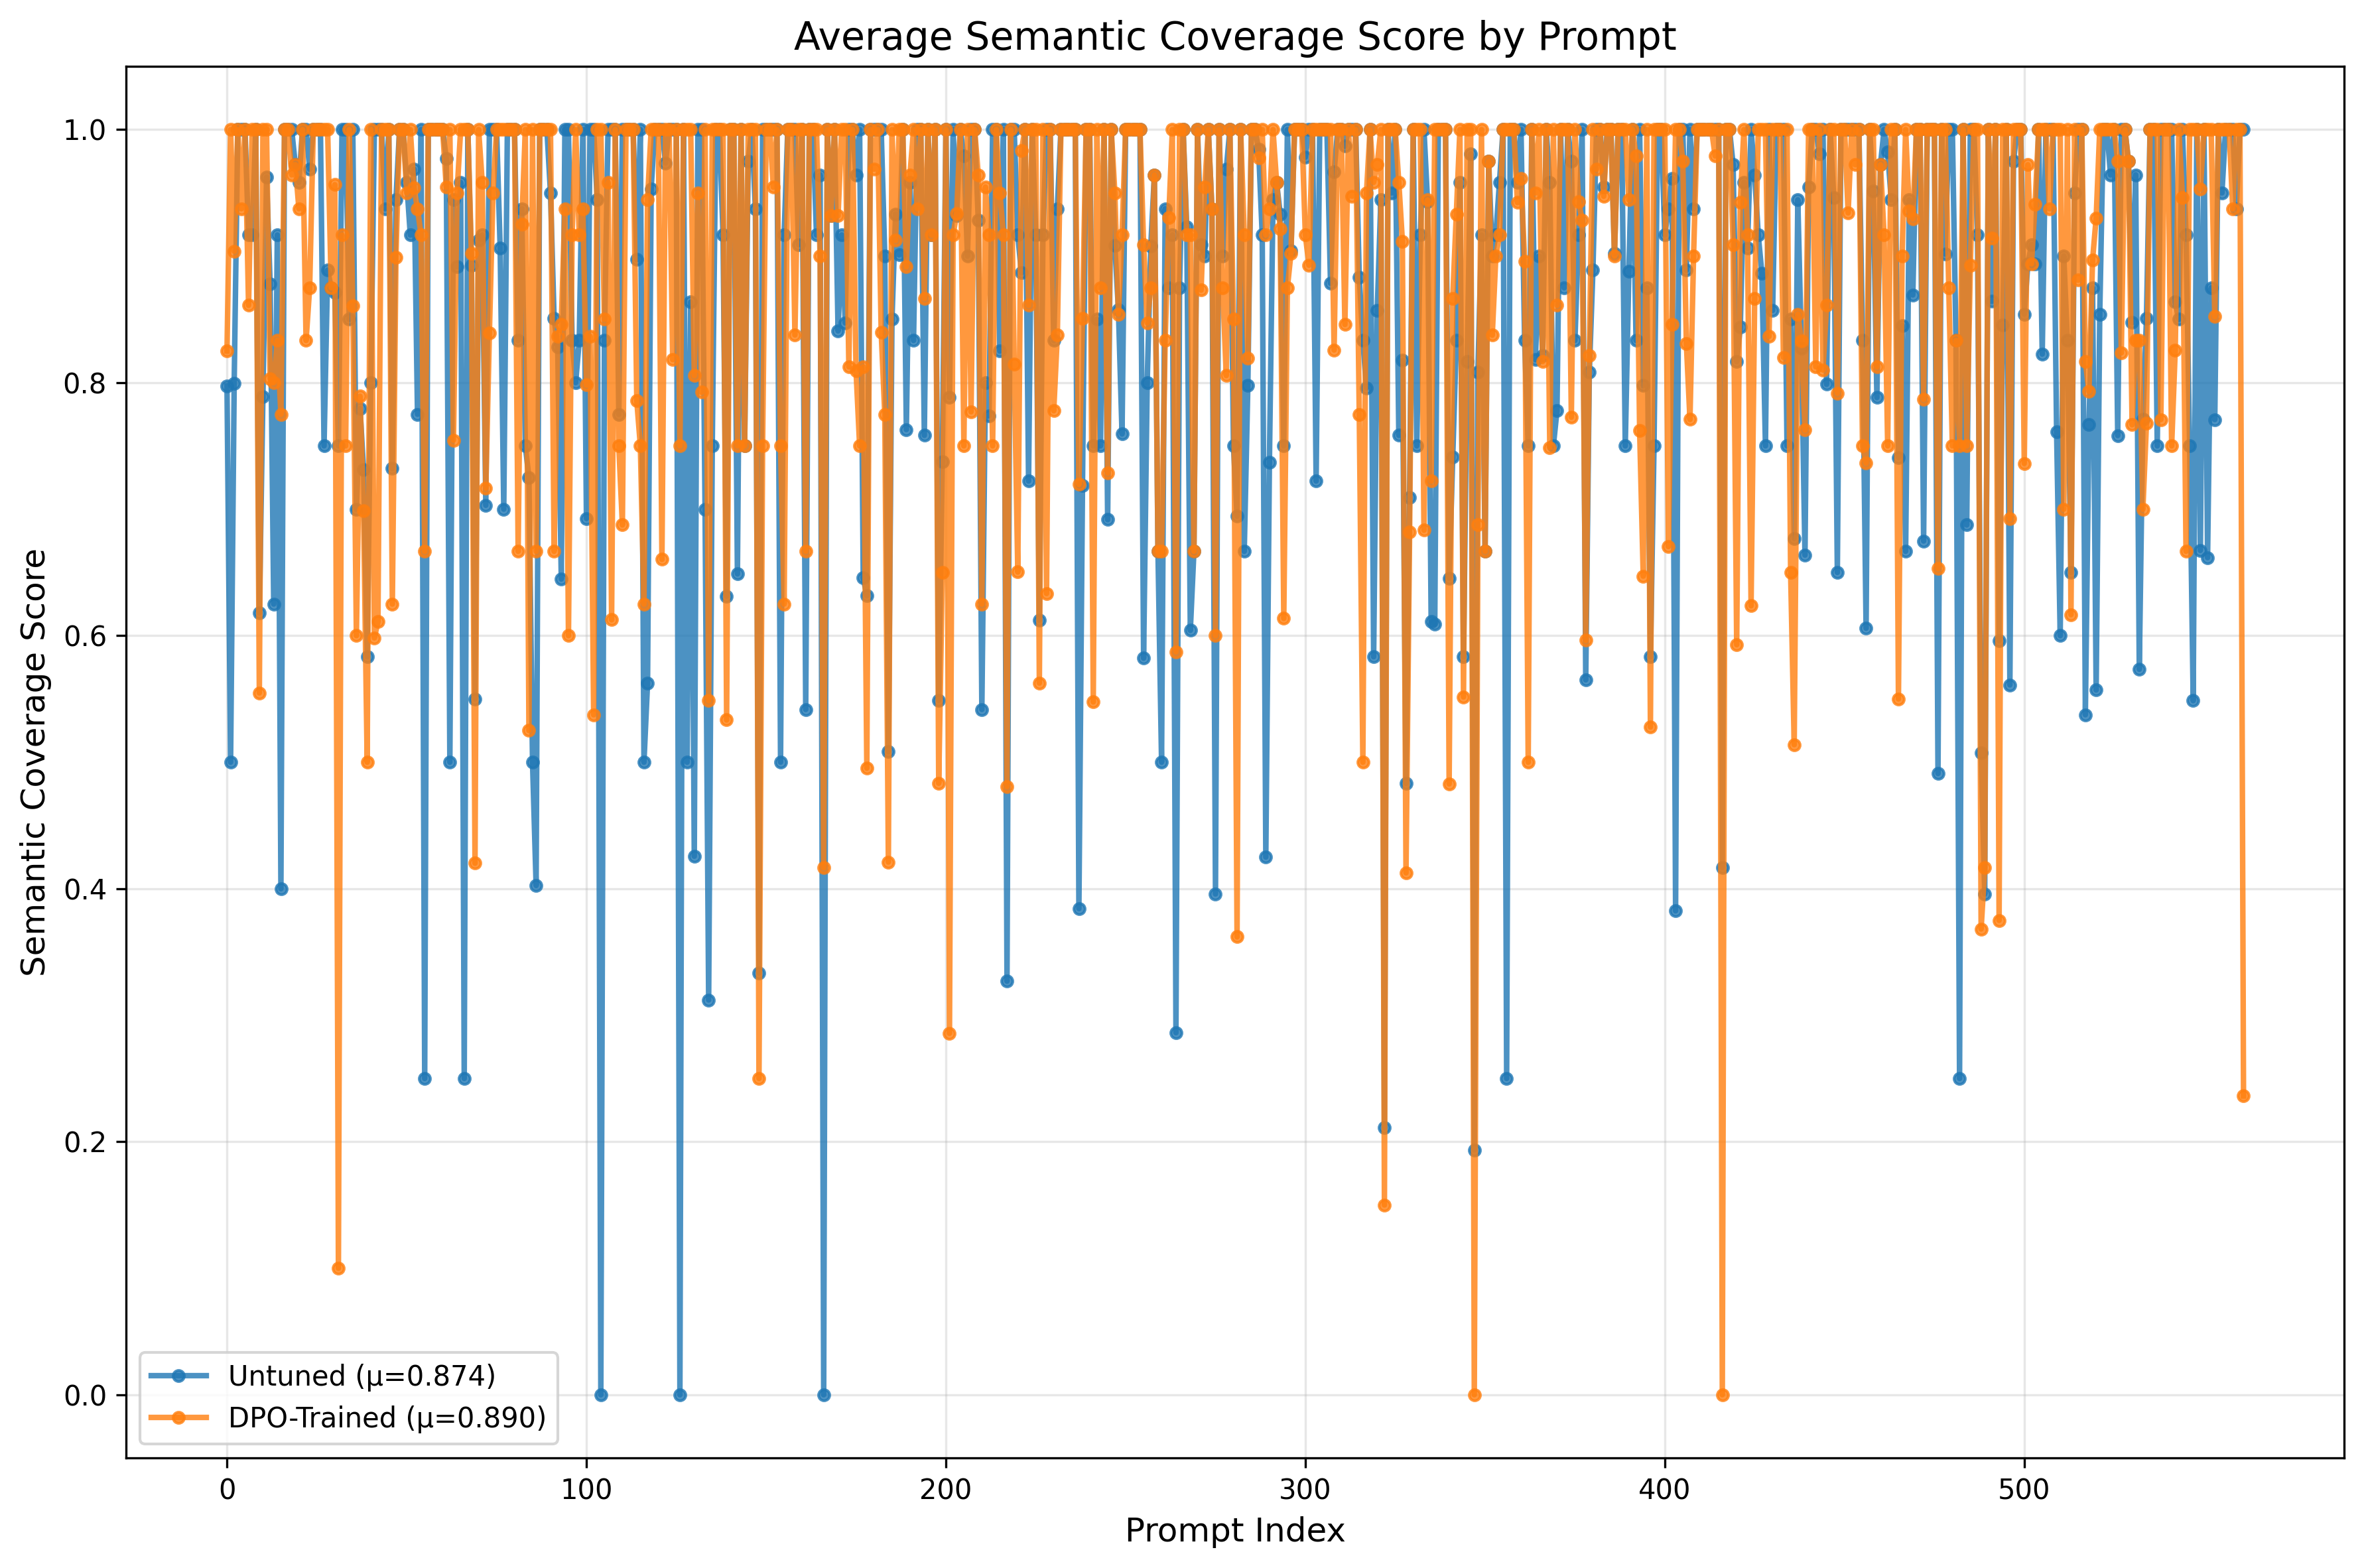 Average Semantic Coverage Score by Prompt
Semantic Coverage Score
1.0
0.8
0.6
0.4
0.2
0.0
Untuned (μ=0.874)
DPO-Trained (μ=0.890)
0 100 200 300 400 500
Prompt Index